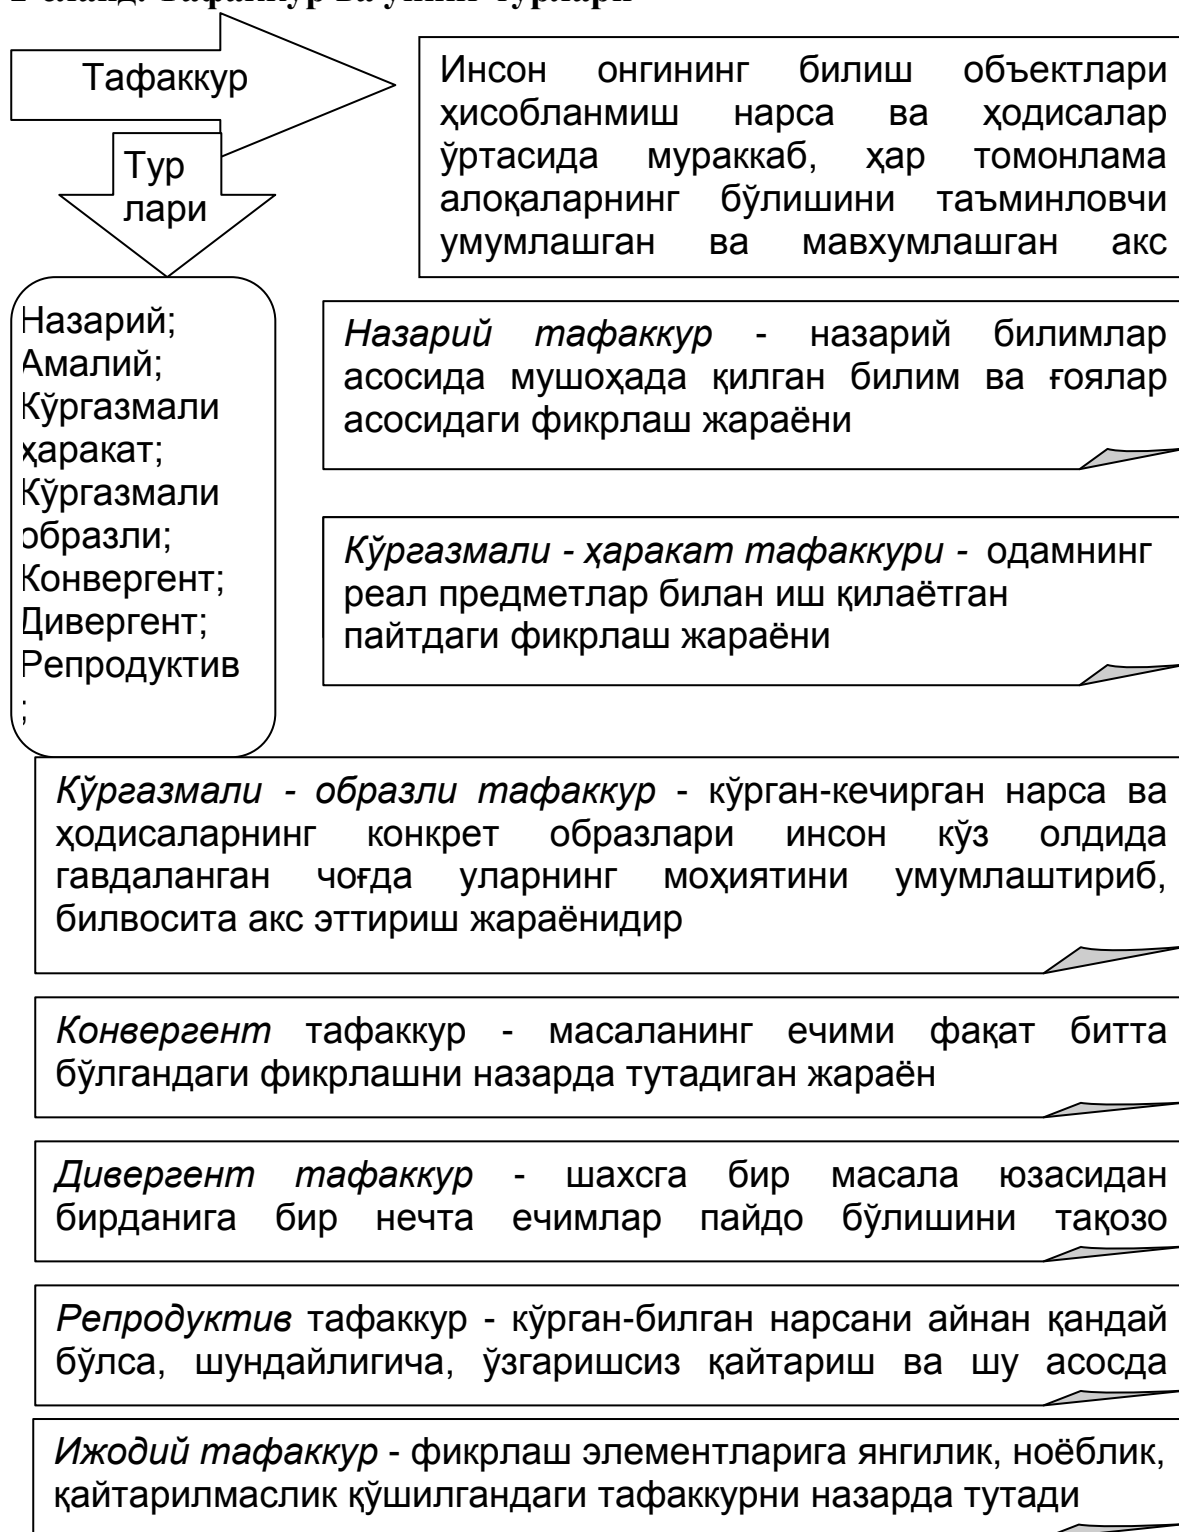 Тафаккур ва унинг турлари
Тафаккур
Инсон онгининг билиш объектлари
ҳисобланмиш нарса ва ҳодисалар
ўртасида мураккаб, ҳар томонлама
алоқаларнинг бўлишини таъминловчи
умумлашган ва мавхумлашган акс
Тур
лари
Назарий;
Амалий;
Кўргазмали
ҳаракат;
Кўргазмали
образли;
Конвергент;
Дивергент;
Репродуктив
;
Назарий тафаккур - назарий билимлар
асосида мушоҳада қилган билим ва ғоялар
асосидаги фикрлаш жараёни
Кўргазмали - ҳаракат тафаккури - одамнинг
реал предметлар билан иш қилаётган
пайтдаги фикрлаш жараёни
Кўргазмали - образли тафаккур - кўрган-кечирган нарса ва
ҳодисаларнинг конкрет образлари инсон кўз олдида
гавдаланган чоғда уларнинг моҳиятини умумлаштириб,
билвосита акс эттириш жараёнидир
Конвергент тафаккур - масаланинг ечими фақат битта
бўлгандаги фикрлашни назарда тутадиган жараён
Дивергент тафаккур - шахсга бир масала юзасидан
бирданига бир нечта ечимлар пайдо бўлишини тақозо
Репродуктив тафаккур - кўрган-билган нарсани айнан қандай
бўлса, шундайлигича, ўзгаришсиз қайтариш ва шу асосда
Ижодий тафаккур - фикрлаш элементларига янгилик, ноёблик,
қайтарилмаслик қўшилгандаги тафаккурни назарда тутади